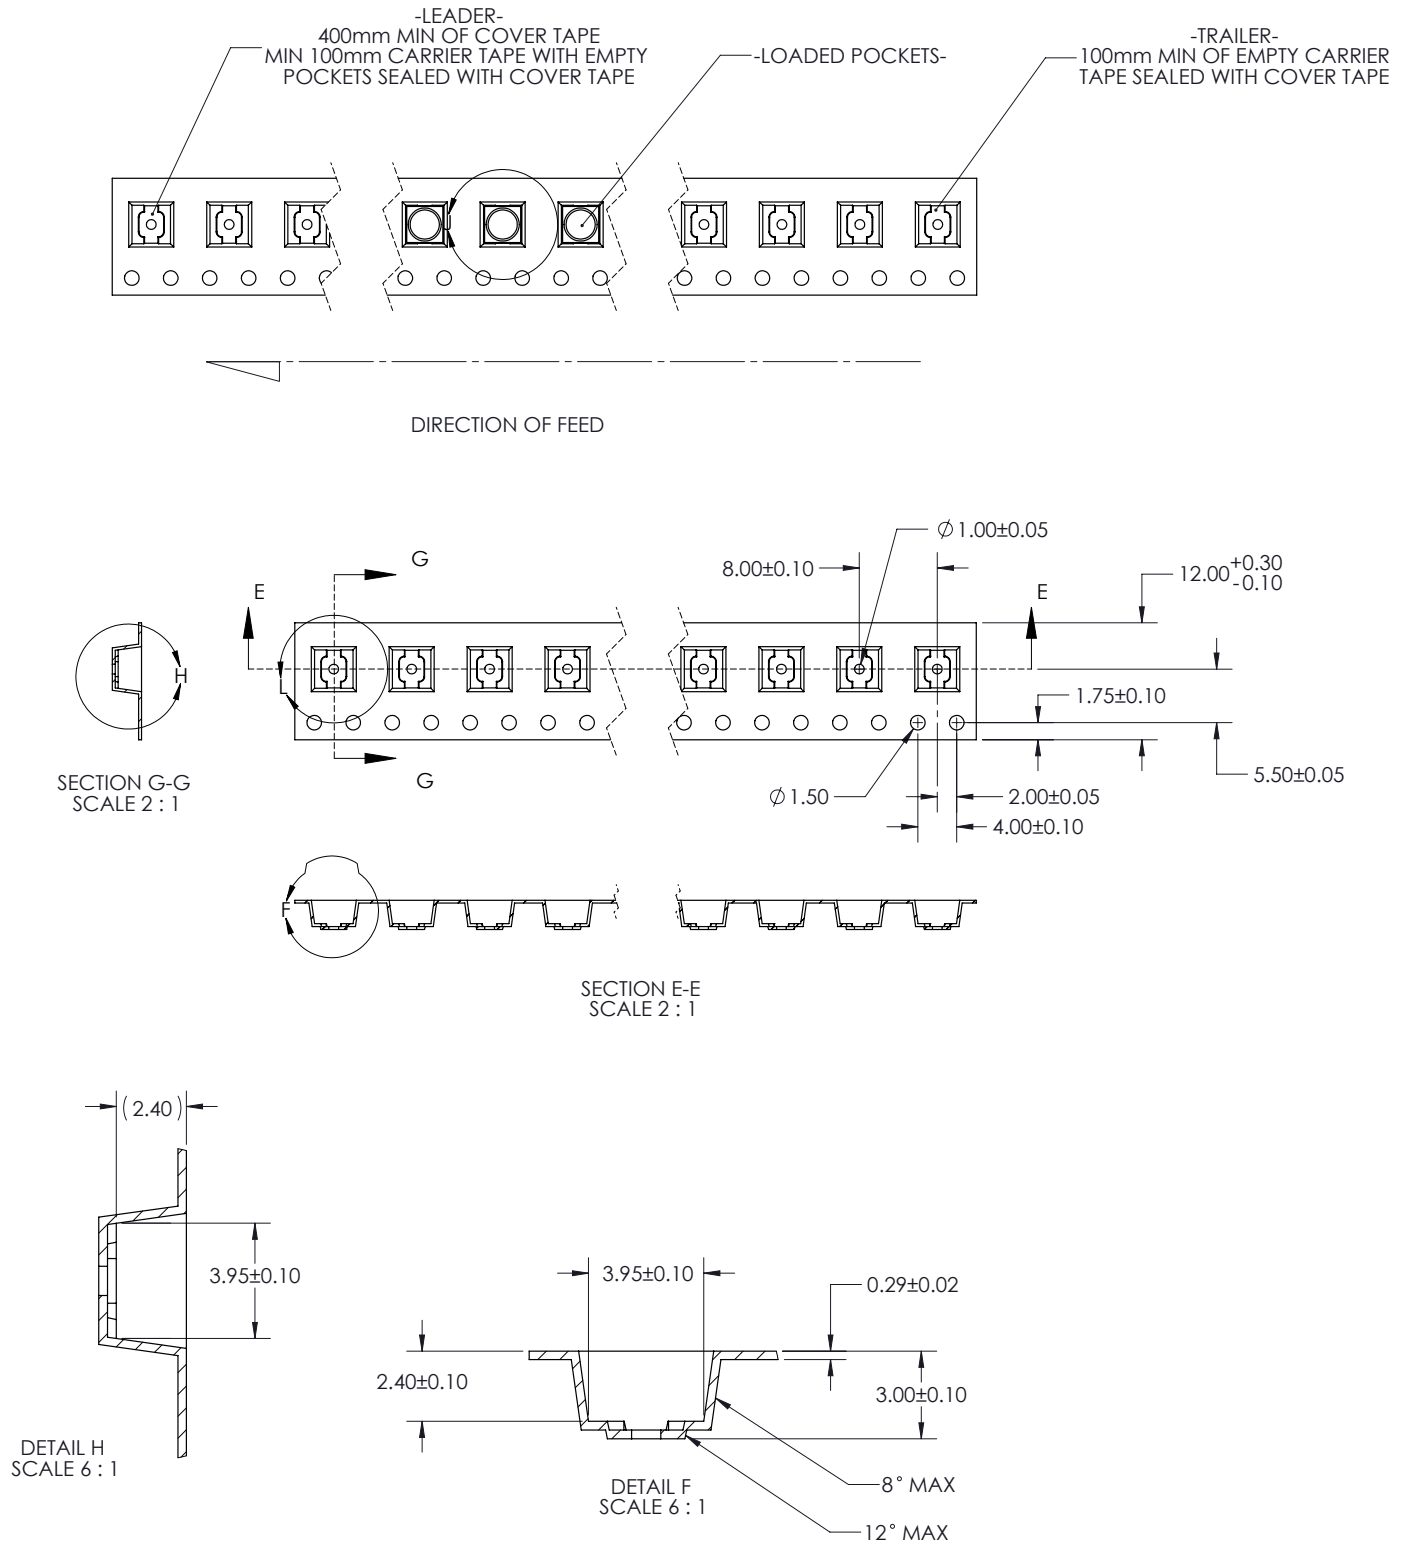 -LEADER-
400mm MIN OF COVER TAPE
MIN 100mm CARRIER TAPE WITH EMPTY
POCKETS SEALED WITH COVER TAPE
-LOADED POCKETS-
-TRAILER-
100mm MIN OF EMPTY CARRIER
TAPE SEALED WITH COVER TAPE
J
DIRECTION OF FEED
Ø1.00±0.05
8.00±0.10
12.00 +0.30
-0.10
G
E
E
H
L
1.75±0.10
G
5.50±0.05
Ø1.50
2.00±0.05
4.00±0.10
SECTION G-G
SCALE 2 : 1
F
SECTION E-E
SCALE 2 : 1
(2.40)
3.95±0.10
3.95±0.10
0.29±0.02
2.40±0.10
3.00±0.10
DETAIL H
SCALE 6 : 1
DETAIL F
SCALE 6 : 1
8° MAX
12° MAX